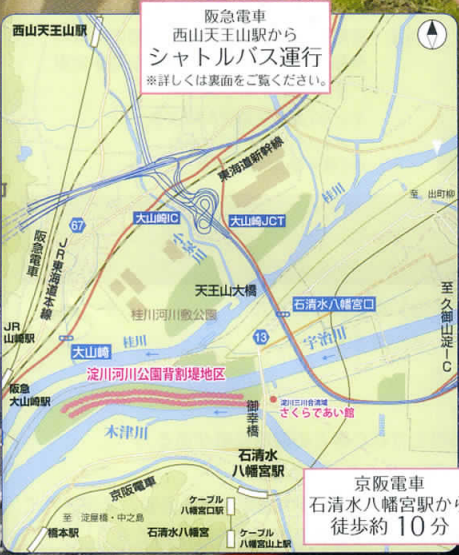 阪急電車
西山天王山駅から
シャトルバス運行
※詳しくは裏面をご覧ください。
西山天王山駅
東海道新幹線
桂川
至 出町柳
67
大山崎IC
大山崎JCT
小泉川
阪急電車
JR東海道本線
天王山大橋
至久御山淀IC
桂川河川敷公園
石清水八幡宮口
JR
山崎駅
13
宇治川
大山崎
桂川
淀川河川公園背割堤地区
阪急
大山崎駅
御幸橋
淀川三川合流域
さくらであい館
木津川
石清水
八幡宮駅
京阪電車
ケーブル
八幡宮口駅
至 淀屋橋・中之島
橋本駅
石清水八幡宮
ケーブル
八幡宮山上駅
京阪電車
石清水八幡宮駅から
徒歩約10分